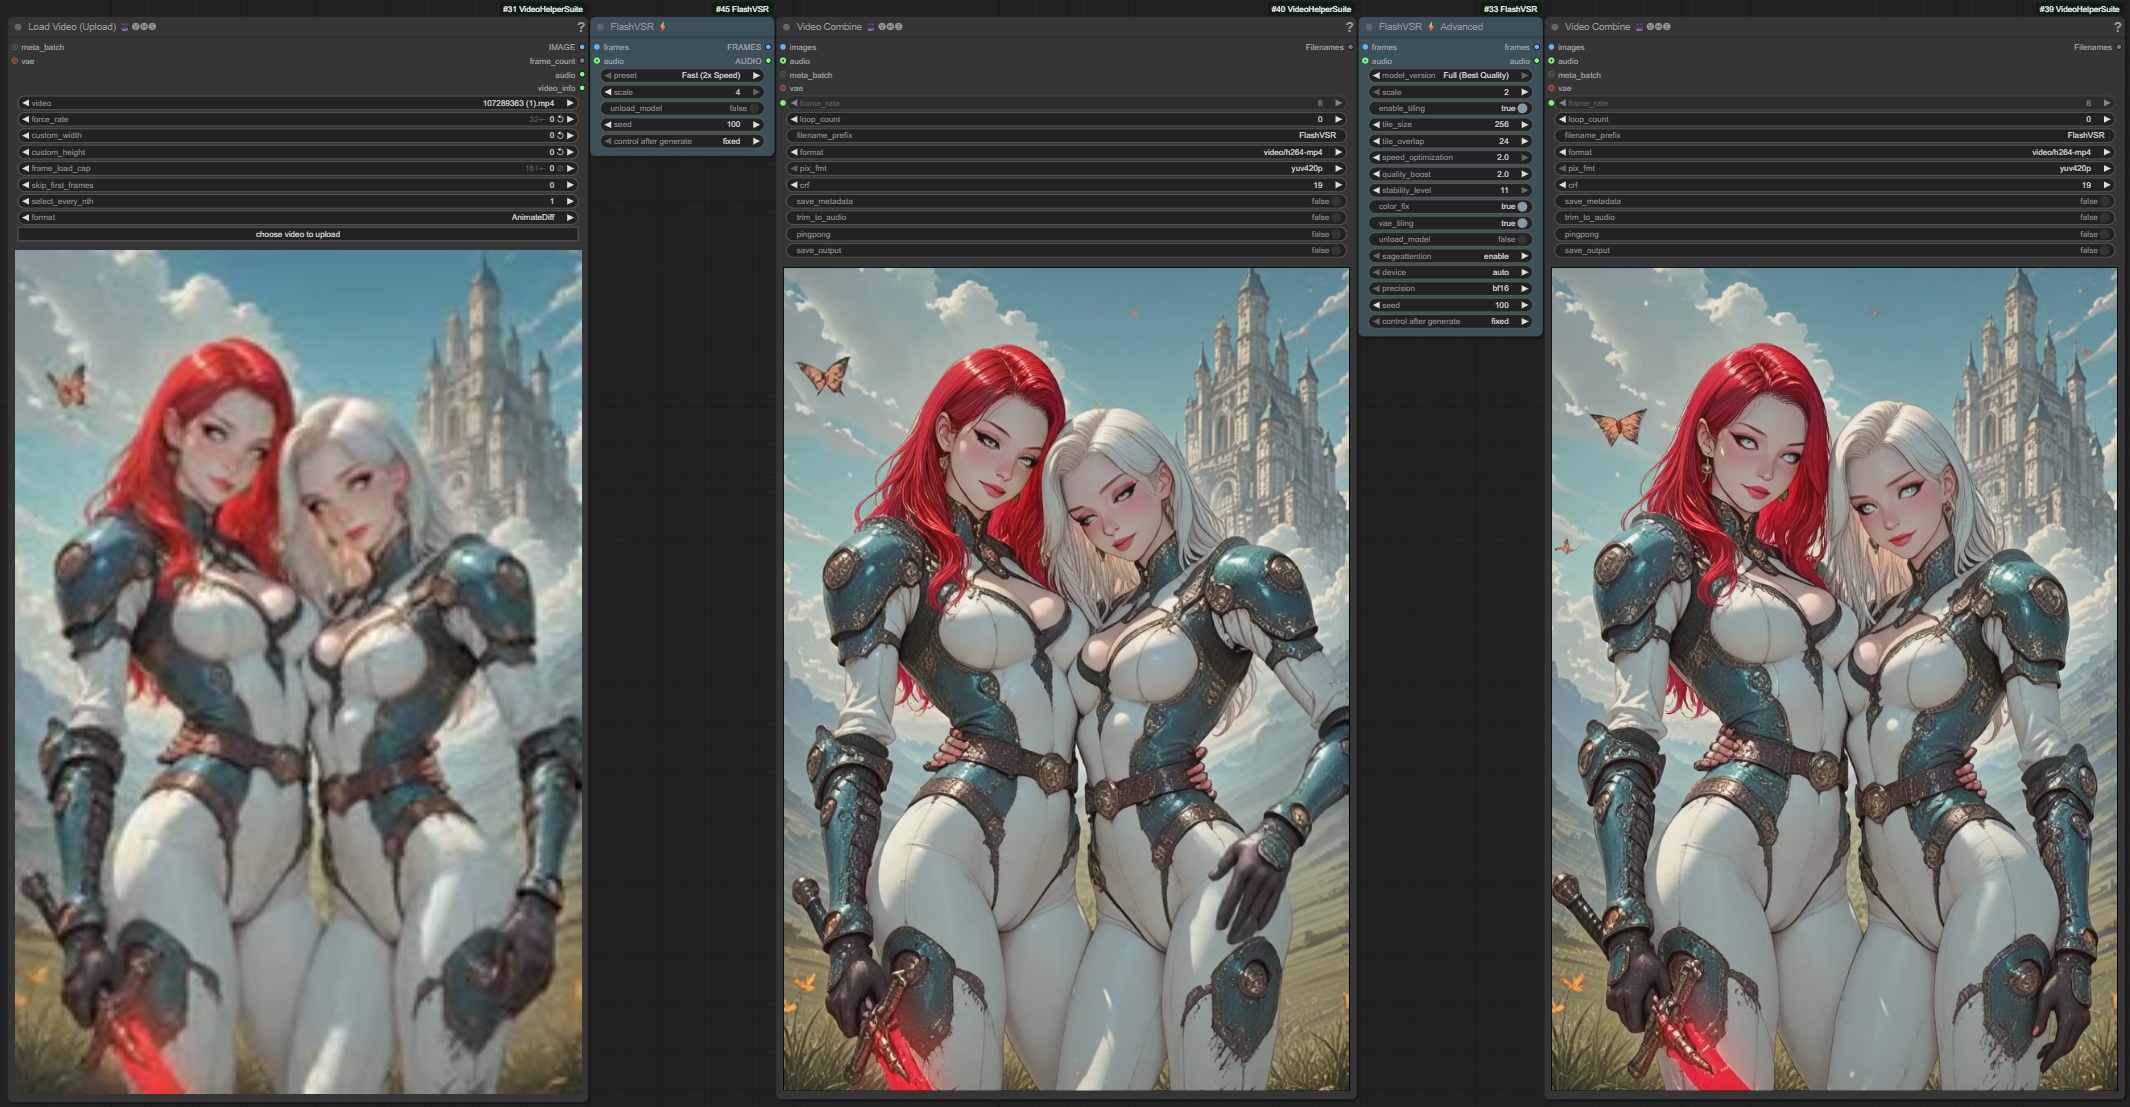 #31 VideoHelperSuite
Load Video (Upload)
VHS
?
meta_batch
IMAGE
vae
frame_count
audio
video_info
video 107289363 (1).mp4
force_rate 32← 0
custom_width 0
custom_height 0
frame_load_cap 161← 0
skip_first_frames 0
select_every_nth 1
format AnimateDiff
choose video to upload
#45 FlashVSR
FlashVSR
frames FRAMES
audio AUDIO
preset Fast (2x Speed)
scale 4
unload_model false
seed 100
control after generate fixed
#40 VideoHelperSuite
Video Combine
VHS
?
images Filenames
audio
meta_batch
vae
frame_rate 8
loop_count 0
filename_prefix FlashVSR
format video/h264-mp4
pix_fmt yuv420p
crf 19
save_metadata false
trim_to_audio false
pingpong false
save_output false
#33 FlashVSR
FlashVSR Advanced
frames frames
audio audio
model_version Full (Best Quality)
scale 2
enable_tiling true
tile_size 256
tile_overlap 24
speed_optimization 2.0
quality_boost 2.0
stability_level 11
color_fix true
vae_tiling true
unload_model false
sageattention enable
device auto
precision bf16
seed 100
control after generate fixed
#39 VideoHelperSuite
Video Combine
VHS
?
images Filenames
audio
meta_batch
vae
frame_rate 8
loop_count 0
filename_prefix FlashVSR
format video/h264-mp4
pix_fmt yuv420p
crf 19
save_metadata false
trim_to_audio false
pingpong false
save_output false